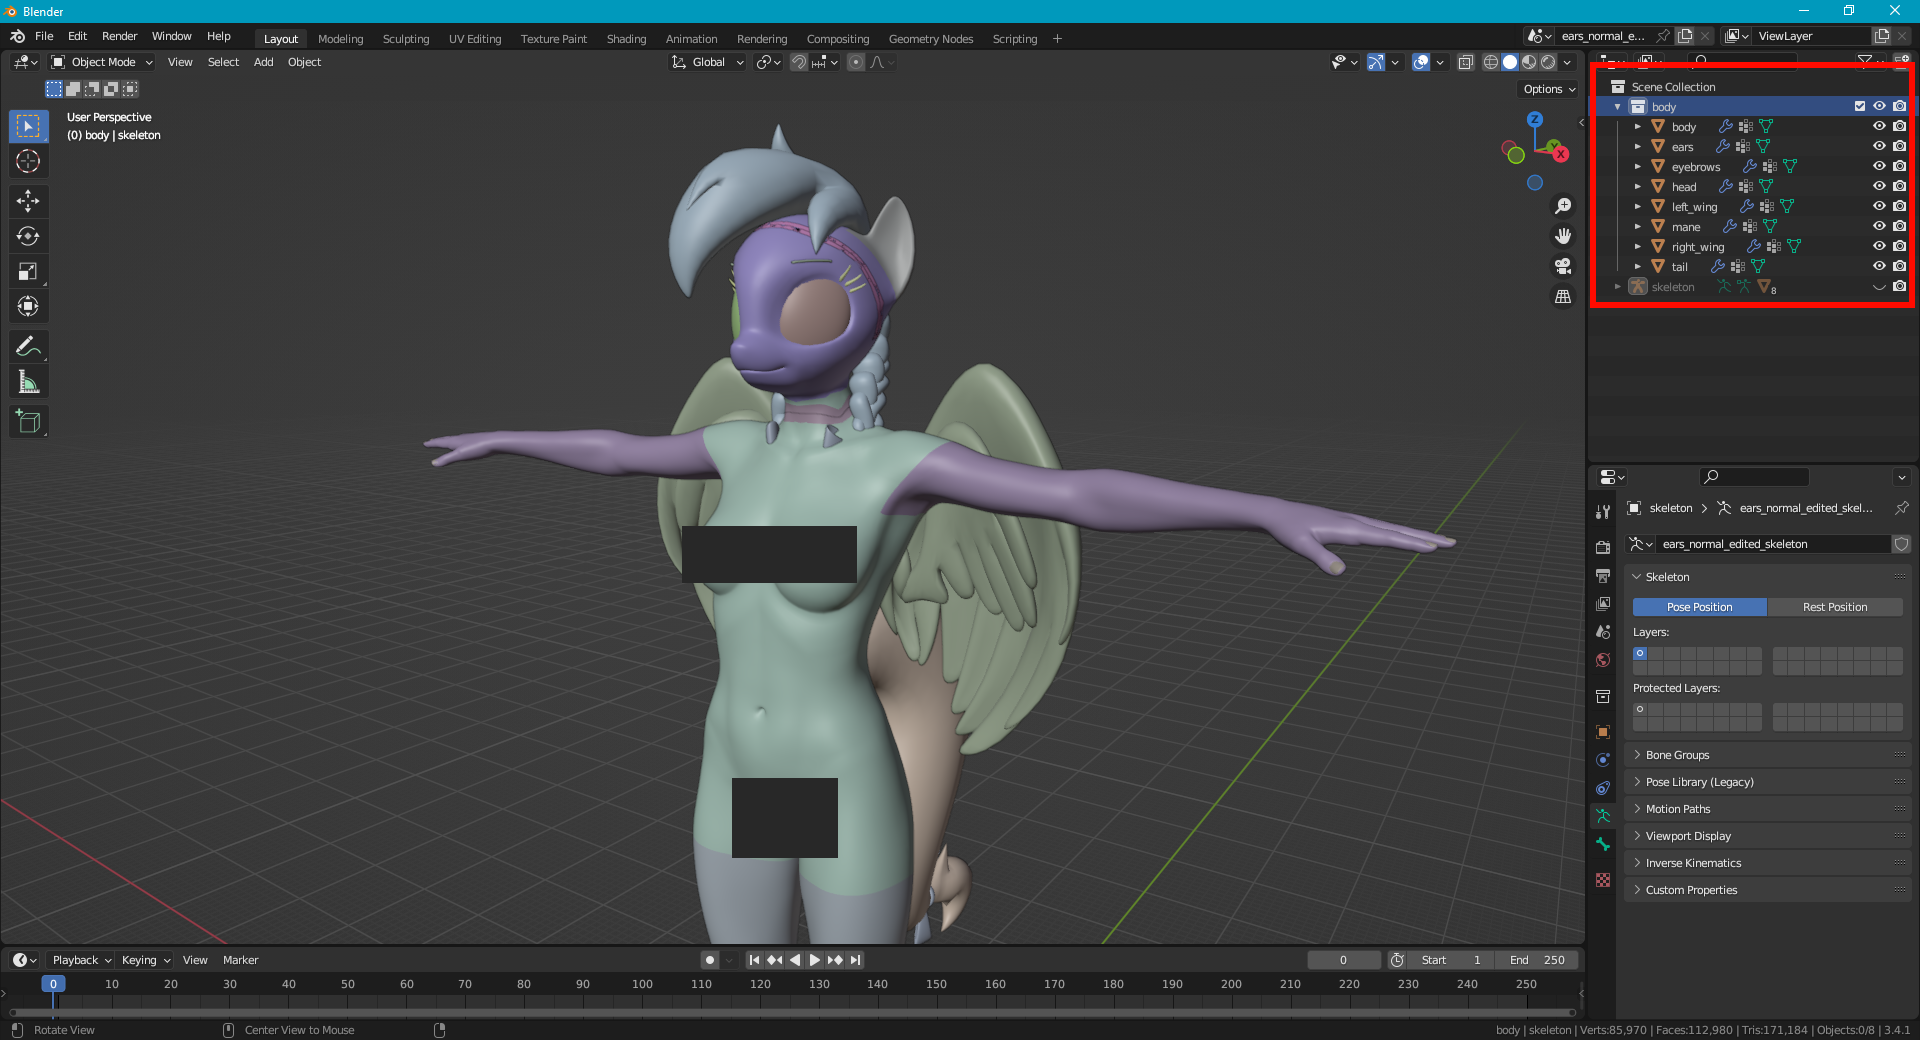 Blender
File Edit Render Window Help Layout Modeling Sculpting UV Editing Texture Paint Shading Animation Rendering Compositing Geometry Nodes Scripting + ears_normal_e... ViewLayer
Object Mode View Select Add Object Global
Options
User Perspective
(0) body | skeleton
Z
Y
X
Scene Collection
body
body
ears
eyebrows
head
left_wing
mane
right_wing
tail
skeleton 8
skeleton > ears_normal_edited_skel...
ears_normal_edited_skeleton
Skeleton
Pose Position Rest Position
Layers:
Protected Layers:
Bone Groups
Pose Library (Legacy)
Motion Paths
Viewport Display
Inverse Kinematics
Custom Properties
Playback Keying View Marker 0 Start 1 End 250
0 10 20 30 40 50 60 70 80 90 100 110 120 130 140 150 160 170 180 190 200 210 220 230 240 250
Rotate View Center View to Mouse body | skeleton | Verts:85,970 | Faces:112,980 | Tris:171,184 | Objects:0/8 | 3.4.1